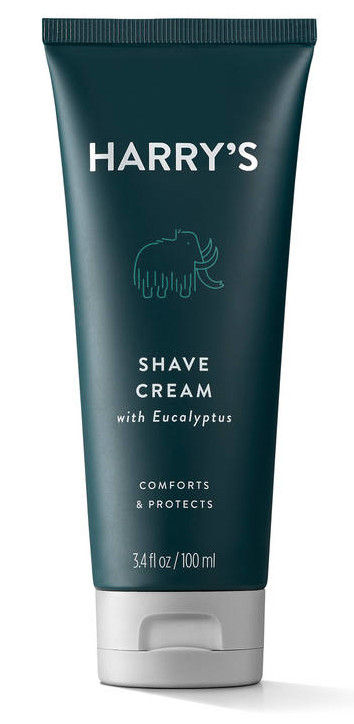 HARRY'S
SHAVE
CREAM
with Eucalyptus
COMFORTS
& PROTECTS
3.4 fl oz / 100 ml